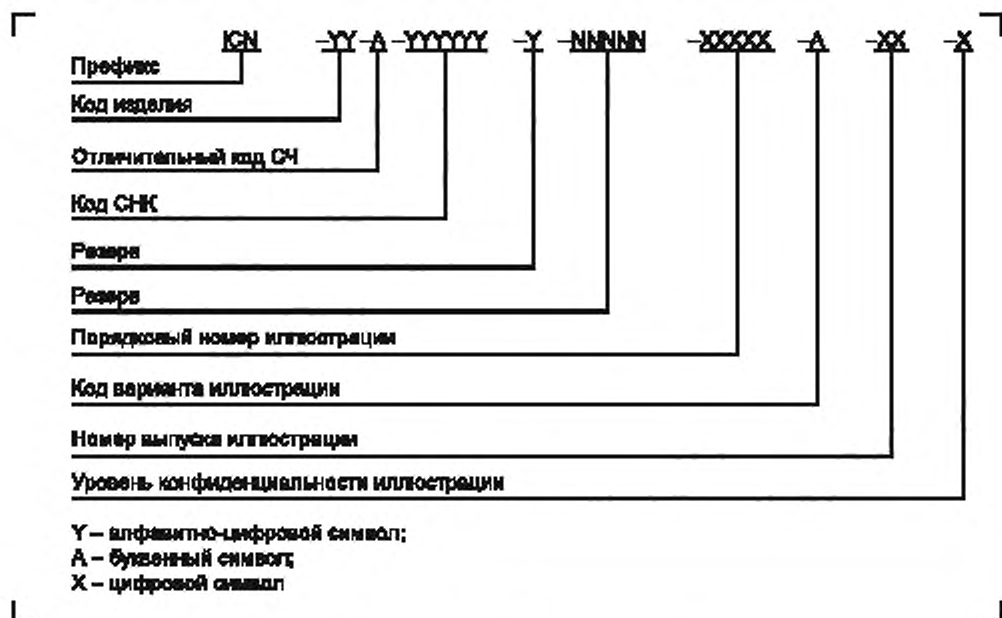 ICN -YY -A -YYYYYY -Y -NNNNN -XXXXX -A -XX -X
Префикс
Код изделия
Отличительный код СЧ
Код СНК
Резерв
Резерв
Порядковый номер иллюстрации
Код варианта иллюстрации
Номер выпуска иллюстрации
Уровень конфиденциальности иллюстрации
Y – алфавитно-цифровой символ;
A – буквенный символ;
X – цифровой символ